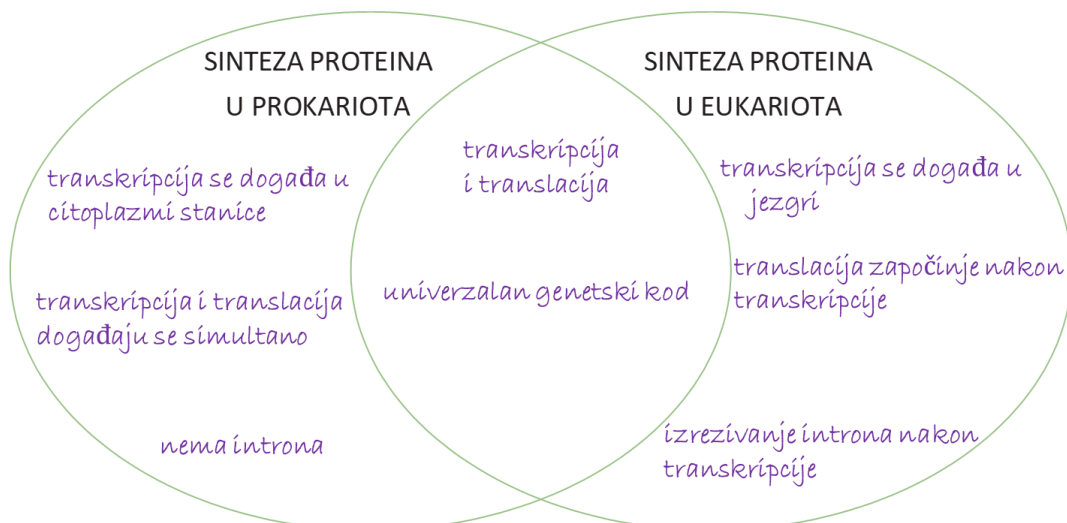 SINTEZA PROTEINA
U PROKARIOTA
transkripcija se događa u
citoplazmi stanice
transkripcija i translacija
događaju se simultano
nema introna
transkripcija
i translacija
univerzalan genetski kod
SINTEZA PROTEINA
U EUKARIOTA
transkripcija se događa u
jezgri
translacija započinje nakon
transkripcije
izrezivanje introna nakon
transkripcije